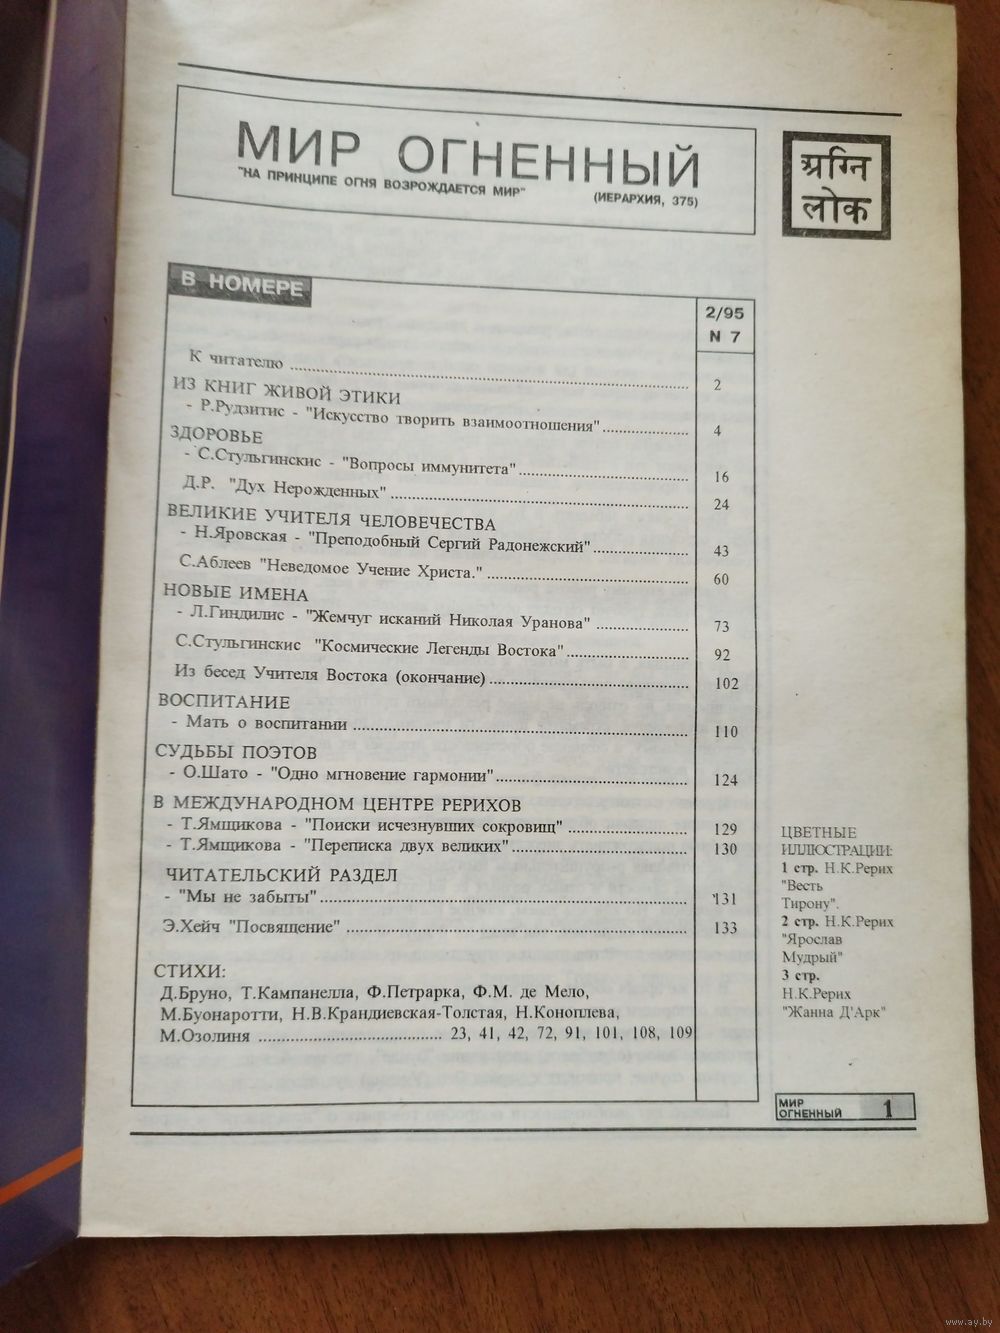 МИР ОГНЕННЫЙ
"НА ПРИНЦИПЕ ОГНЯ ВОЗРОЖДАЕТСЯ МИР"
(ИЕРАРХИЯ, 375)
अग्नि
लोक
В НОМЕРЕ
2/95
N 7
К читателю ........ 2
ИЗ КНИГ ЖИВОЙ ЭТИКИ
- Р.Рудзитис - "Искусство творить взаимоотношения" ........ 4
ЗДОРОВЬЕ
- С.Стульгинскис - "Вопросы иммунитета" ........ 16
Д.Р. "Дух Нерожденных" ........ 24
ВЕЛИКИЕ УЧИТЕЛЯ ЧЕЛОВЕЧЕСТВА
- Н.Яровская - "Преподобный Сергий Радонежский" ........ 43
С.Аблеев "Неведомое Учение Христа." ........ 60
НОВЫЕ ИМЕНА
- Л.Гиндилис - "Жемчуг исканий Николая Уранова" ........ 73
С.Стульгинскис "Космические Легенды Востока" ........ 92
Из бесед Учителя Востока (окончание) ........ 102
ВОСПИТАНИЕ
- Мать о воспитании ........ 110
СУДЬБЫ ПОЭТОВ
- О.Шато - "Одно мгновение гармонии" ........ 124
В МЕЖДУНАРОДНОМ ЦЕНТРЕ РЕРИХОВ
- Т.Ямщикова - "Поиски исчезнувших сокровищ" ........ 129
- Т.Ямщикова - "Переписка двух великих" ........ 130
ЧИТАТЕЛЬСКИЙ РАЗДЕЛ
- "Мы не забыты" ........ 131
Э.Хейч "Посвящение" ........ 133
СТИХИ:
Д.Бруно, Т.Кампанелла, Ф.Петрарка, Ф.М. де Мело,
М.Буонаротти, Н.В.Крандиевская-Толстая, Н.Коноплева,
М.Озолиня ........ 23, 41, 42, 72, 91, 101, 108, 109
ЦВЕТНЫЕ
ИЛЛЮСТРАЦИИ:
1 стр. Н.К.Рерих
"Весть
Тирону".
2 стр. Н.К.Рерих
"Ярослав
Мудрый"
3 стр.
Н.К.Рерих
"Жанна Д'Арк"
МИР
ОГНЕННЫЙ
1
www.ay.by